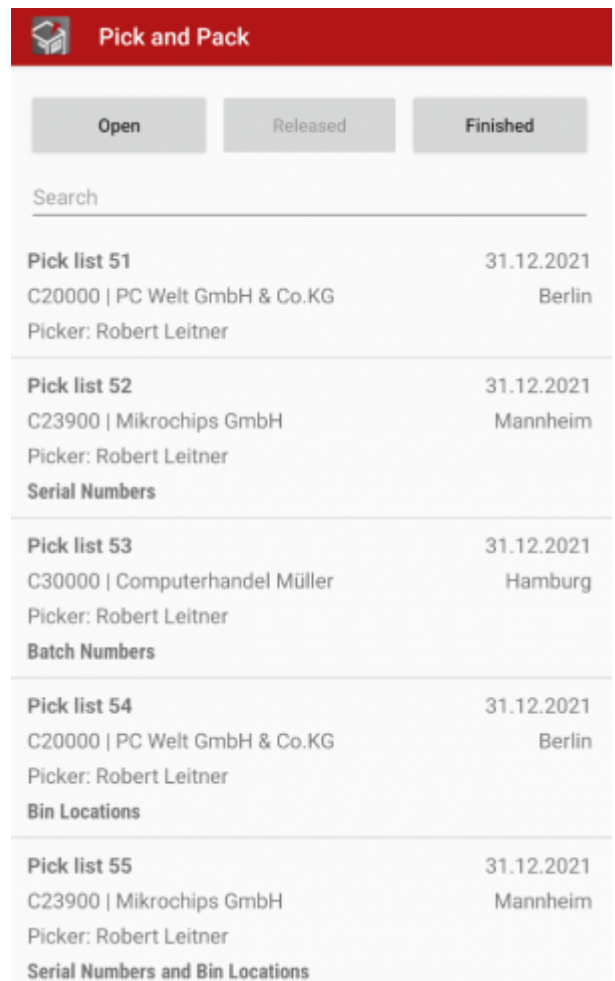 Pick and Pack
Open Released Finished
Search
Pick list 51 31.12.2021
C20000 | PC Welt GmbH & Co.KG Berlin
Picker: Robert Leitner
Pick list 52 31.12.2021
C23900 | Mikrochips GmbH Mannheim
Picker: Robert Leitner
Serial Numbers
Pick list 53 31.12.2021
C30000 | Computerhandel Müller Hamburg
Picker: Robert Leitner
Batch Numbers
Pick list 54 31.12.2021
C20000 | PC Welt GmbH & Co.KG Berlin
Picker: Robert Leitner
Bin Locations
Pick list 55 31.12.2021
C23900 | Mikrochips GmbH Mannheim
Picker: Robert Leitner
Serial Numbers and Bin Locations